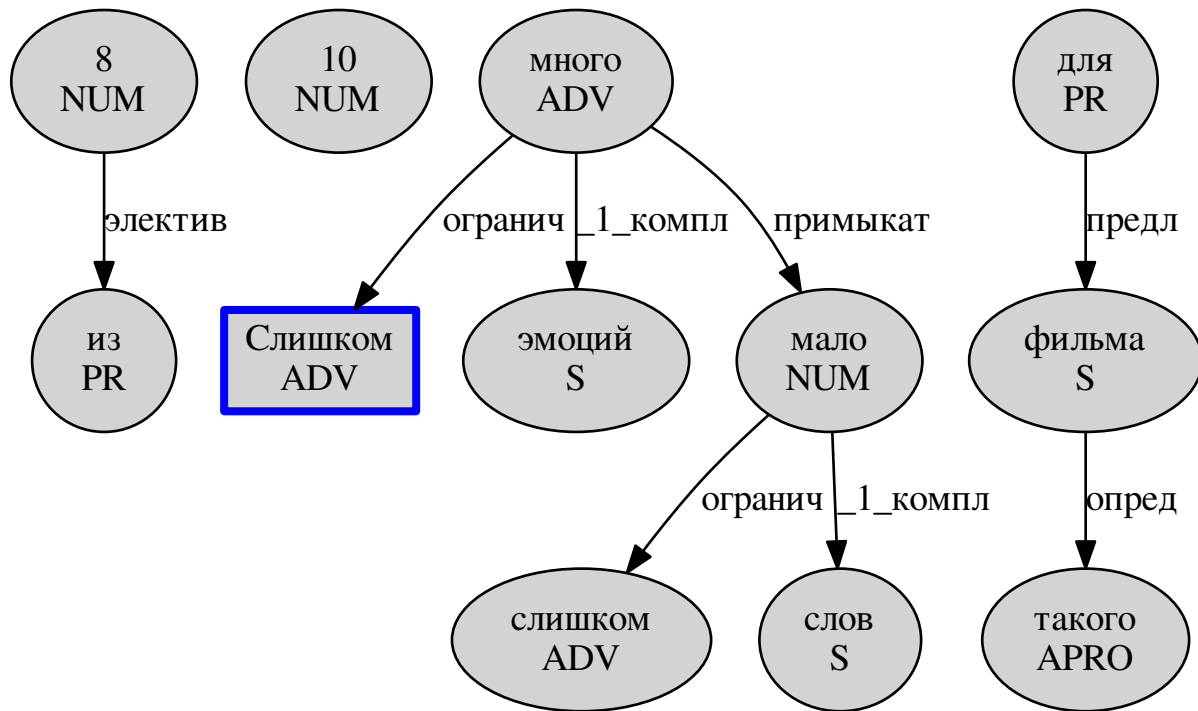 8
NUM
10
NUM
много
ADV
для
PR
электив
огранич
_1_компл
примыкат
предл
из
PR
Слишком
ADV
эмоций
S
мало
NUM
фильма
S
огранич
_1_компл
опред
слишком
ADV
слов
S
такого
APRO